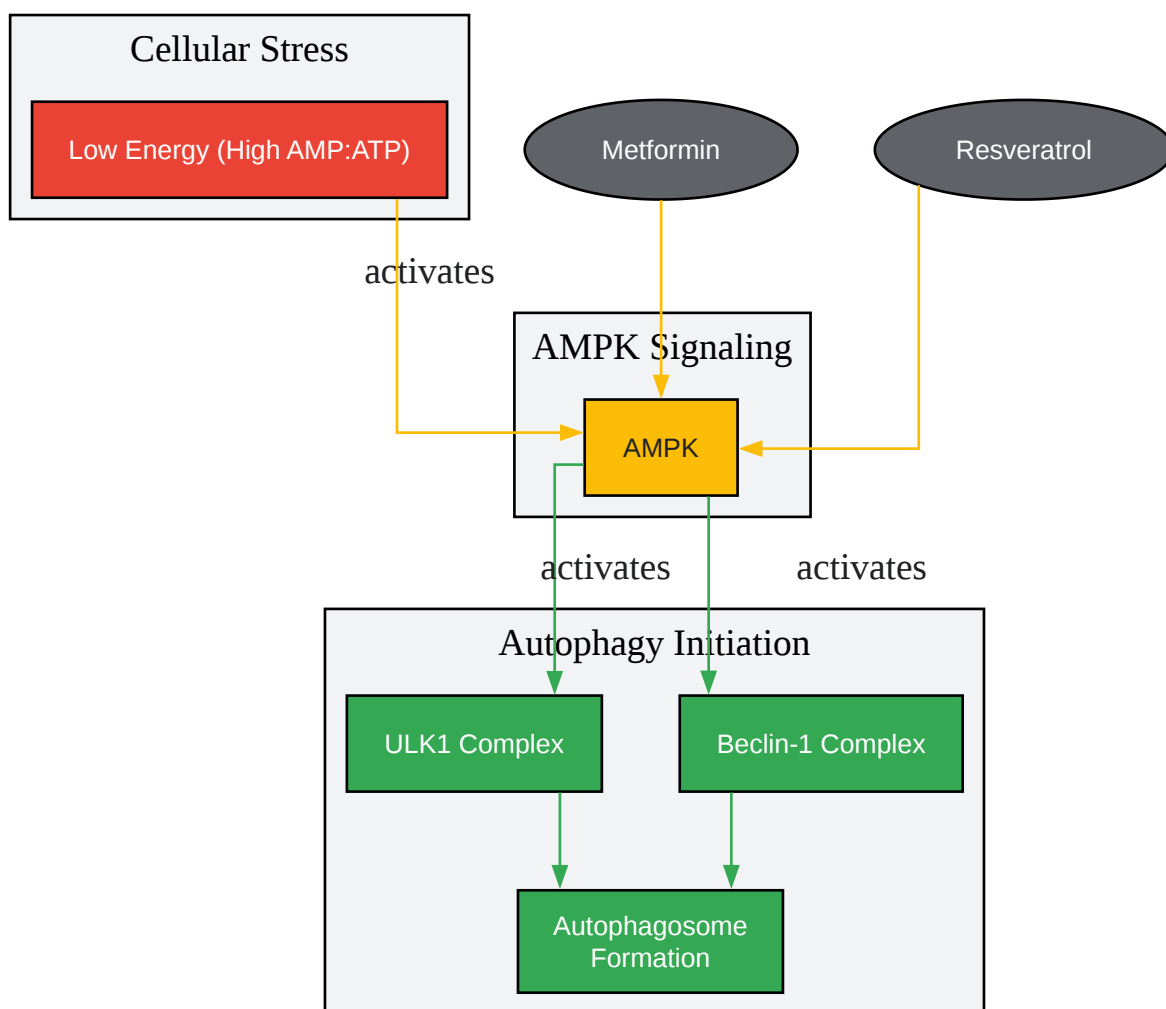 Cellular Stress
Low Energy (High AMP:ATP)
Metformin
Resveratrol
activates
AMPK Signaling
AMPK
activates
activates
Autophagy Initiation
ULK1 Complex
Beclin-1 Complex
Autophagosome
Formation